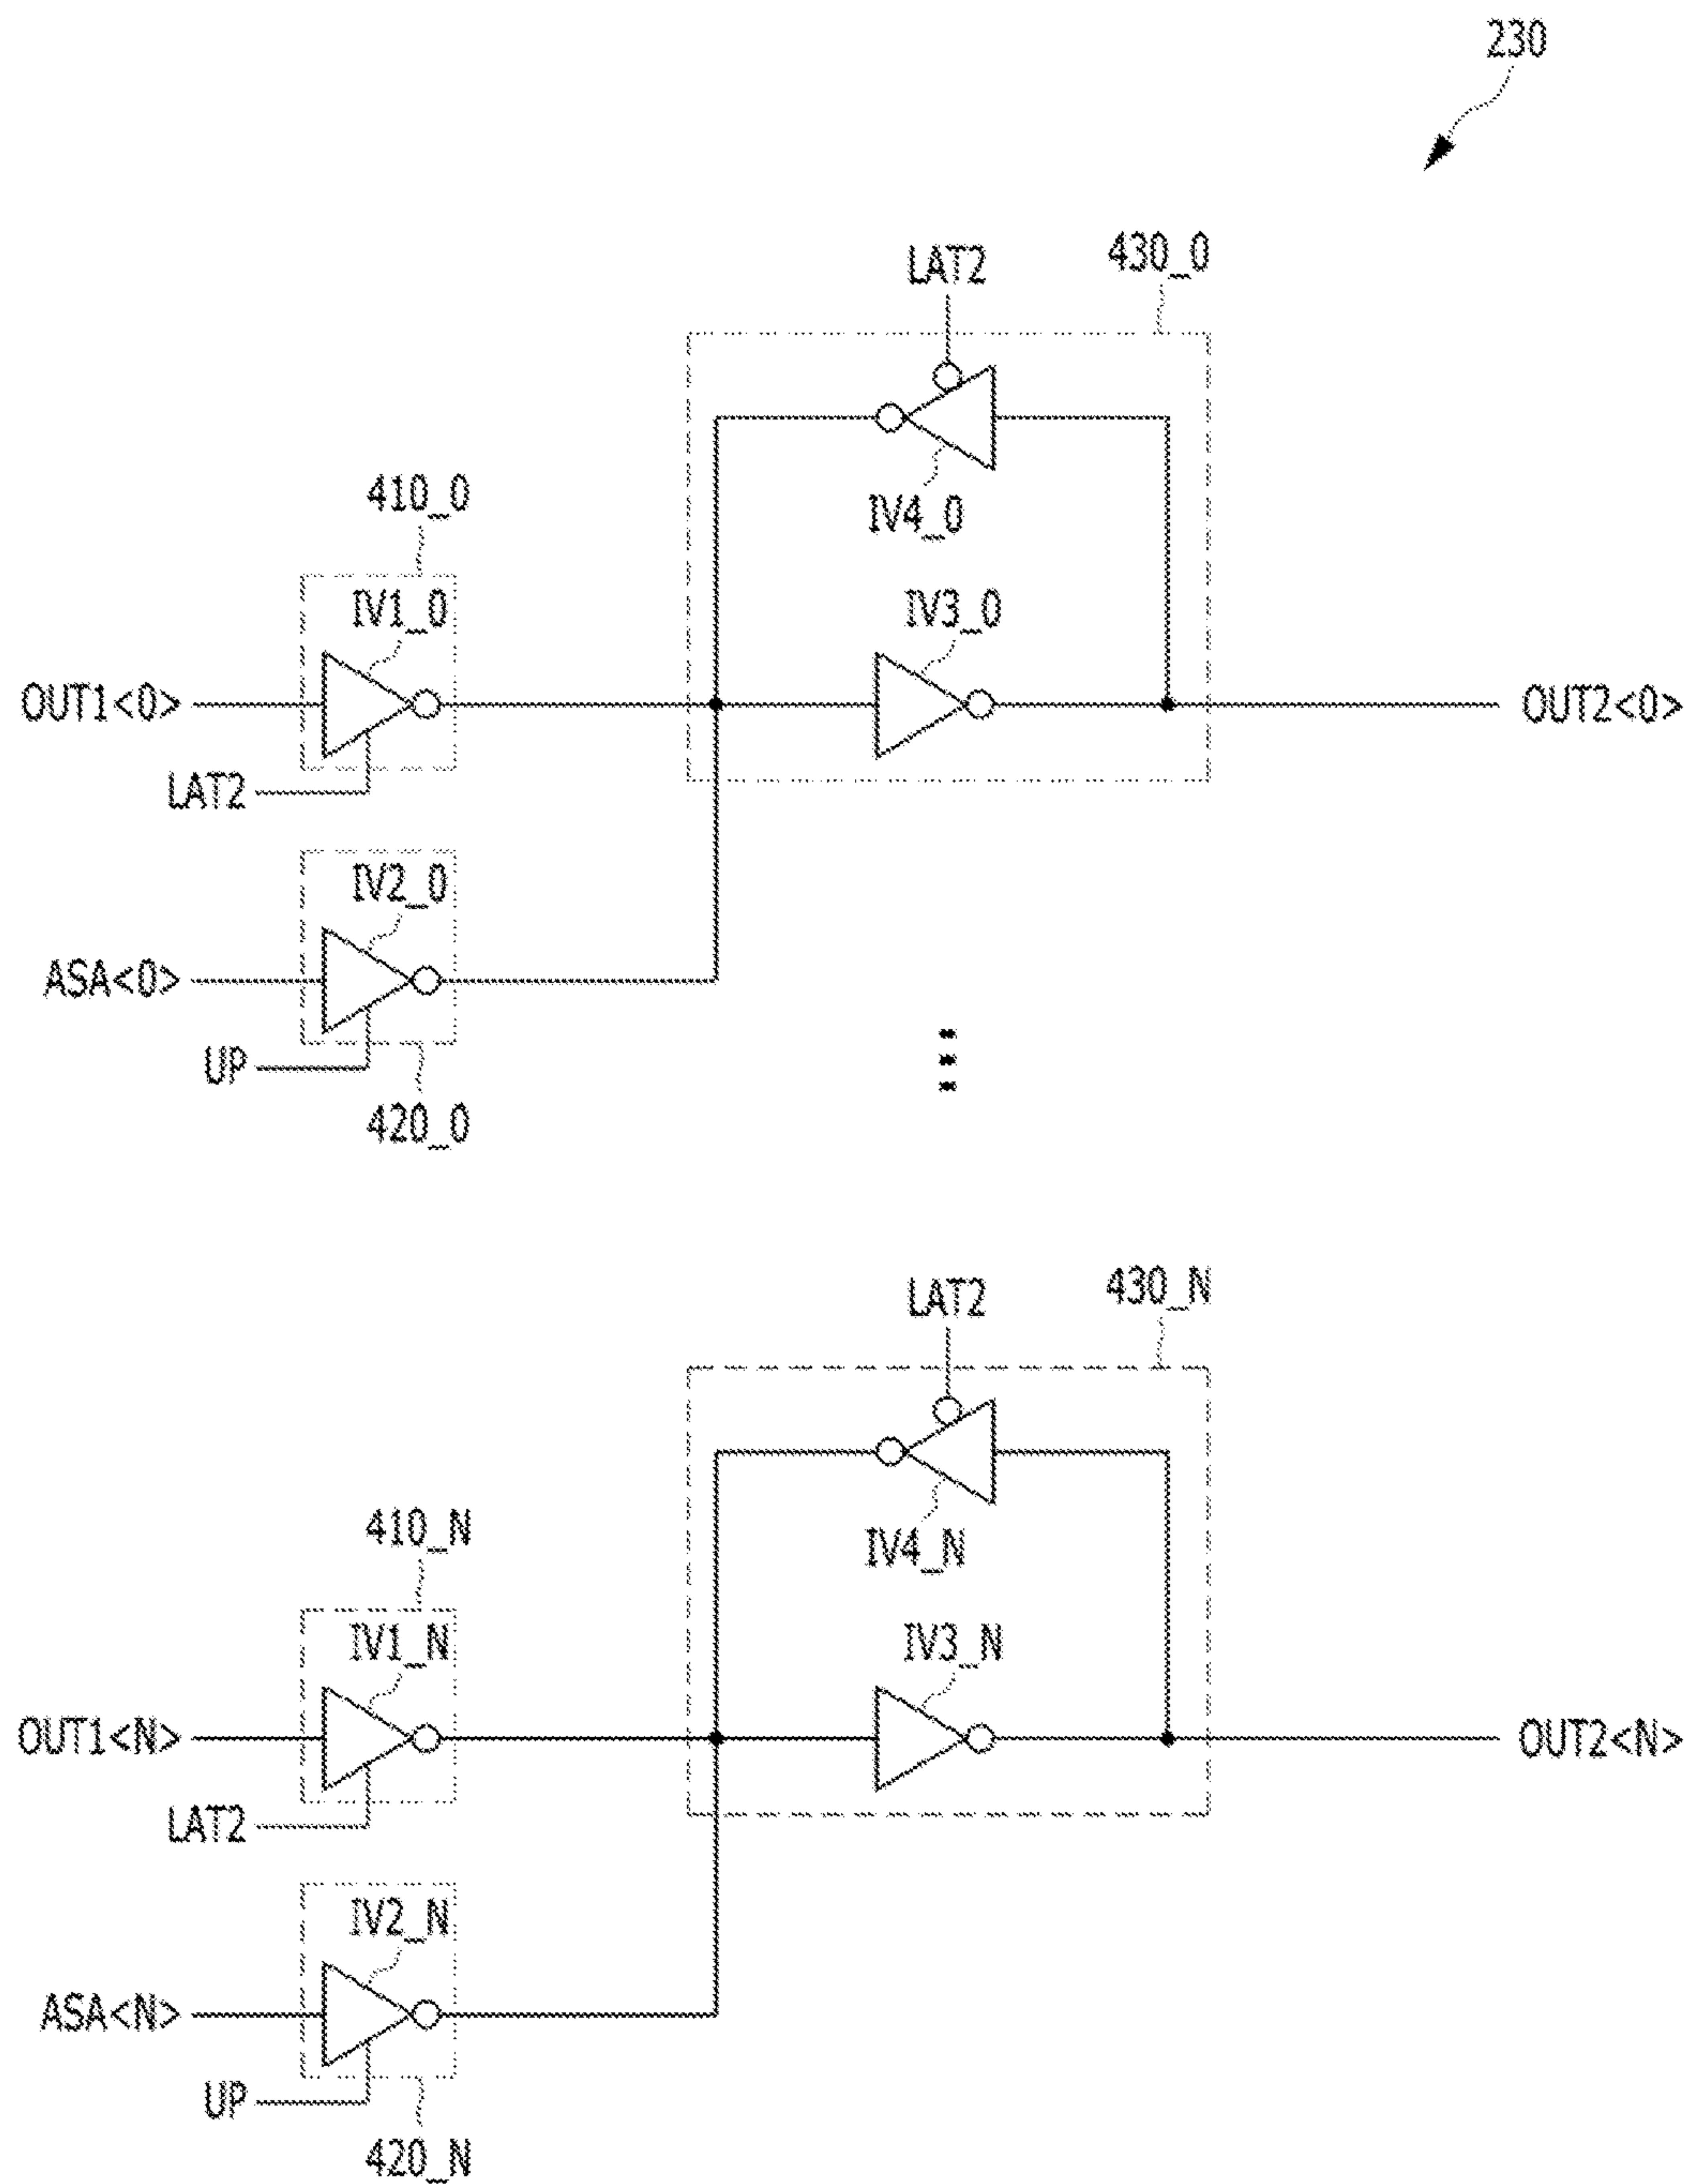 230
LAT2
430_0
IV4_0
410_0
IV1_0
IV3_0
OUT1<0>
OUT2<0>
LAT2
IV2_0
ASA<0>
UP
420_0
LAT2
430_N
IV4_N
410_N
IV1_N
IV3_N
OUT1<N>
OUT2<N>
LAT2
IV2_N
ASA<N>
UP
420_N